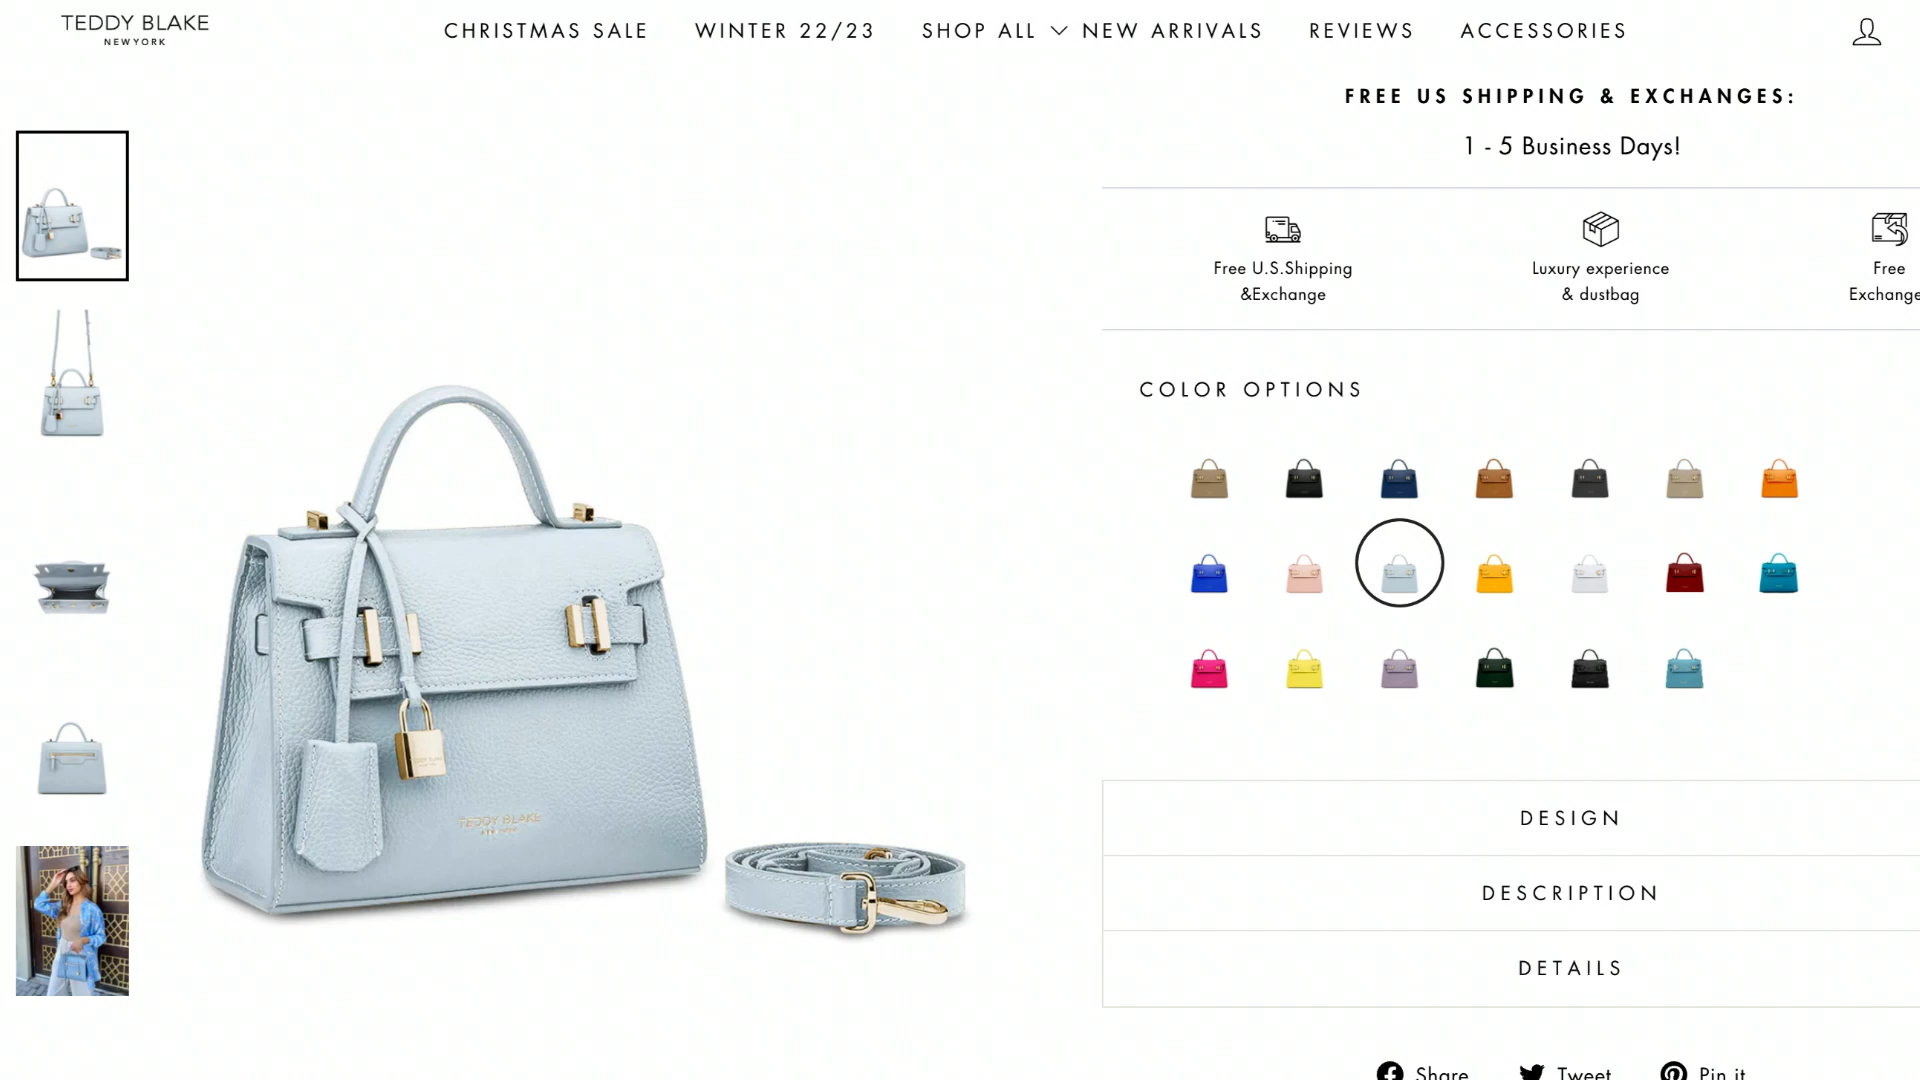 TEDDY BLAKE
NEW YORK
CHRISTMAS SALE
WINTER 22/23
SHOP ALL
NEW ARRIVALS
REVIEWS
ACCESSORIES
FREE US SHIPPING & EXCHANGES:
1 - 5 Business Days!
Free U.S.Shipping
&Exchange
Luxury experience
& dustbag
Free
Exchange
COLOR OPTIONS
TEDDY BLAKE
NEW YORK
DESIGN
DESCRIPTION
DETAILS
Share
Tweet
Pin it